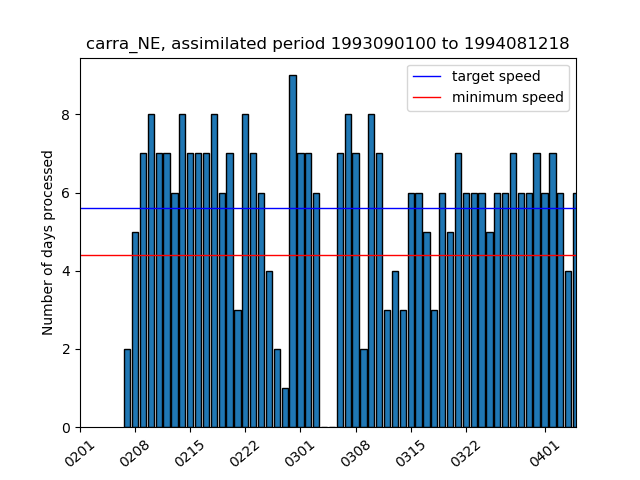 carra_NE, assimilated period 1993090100 to 1994081218
target speed
minimum speed
Number of days processed
8
6
4
2
0
0201 0208 0215 0222 0301 0308 0315 0322 0401